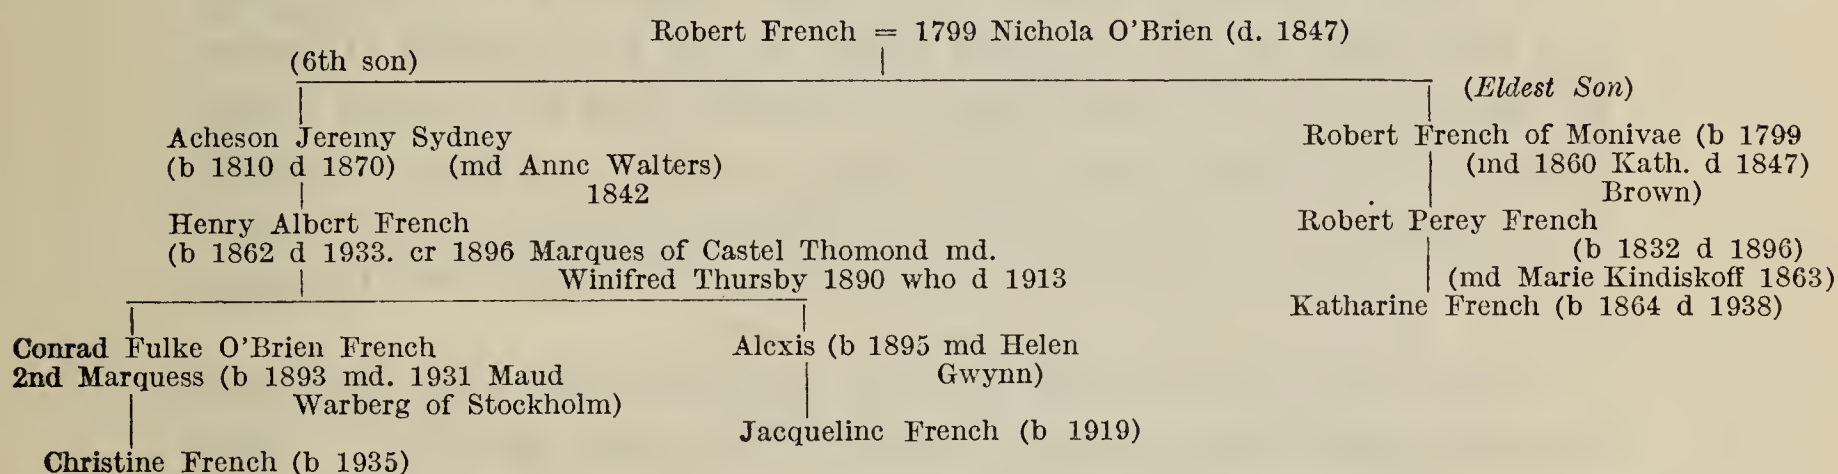 Robert French = 1799 Nichola O'Brien (d. 1847)
(6th son)
(Eldest Son)
Acheson Jeremy Sydney
(b 1810 d 1870) (md Anne Walters)
1842
Robert French of Monivae (b 1799
(md 1860 Kath. d 1847)
Brown)
Henry Albert French
(b 1862 d 1933. cr 1896 Marques of Castel Thomond md.
Winifred Thursby 1890 who d 1913
Robert Perey French
(b 1832 d 1896)
(md Marie Kindiskoff 1863)
Katharine French (b 1864 d 1938)
Conrad Fulke O'Brien French
2nd Marquess (b 1893 md. 1931 Maud
Warberg of Stockholm)
Alexis (b 1895 md Helen
Gwynn)
Jacqueline French (b 1919)
Christine French (b 1935)